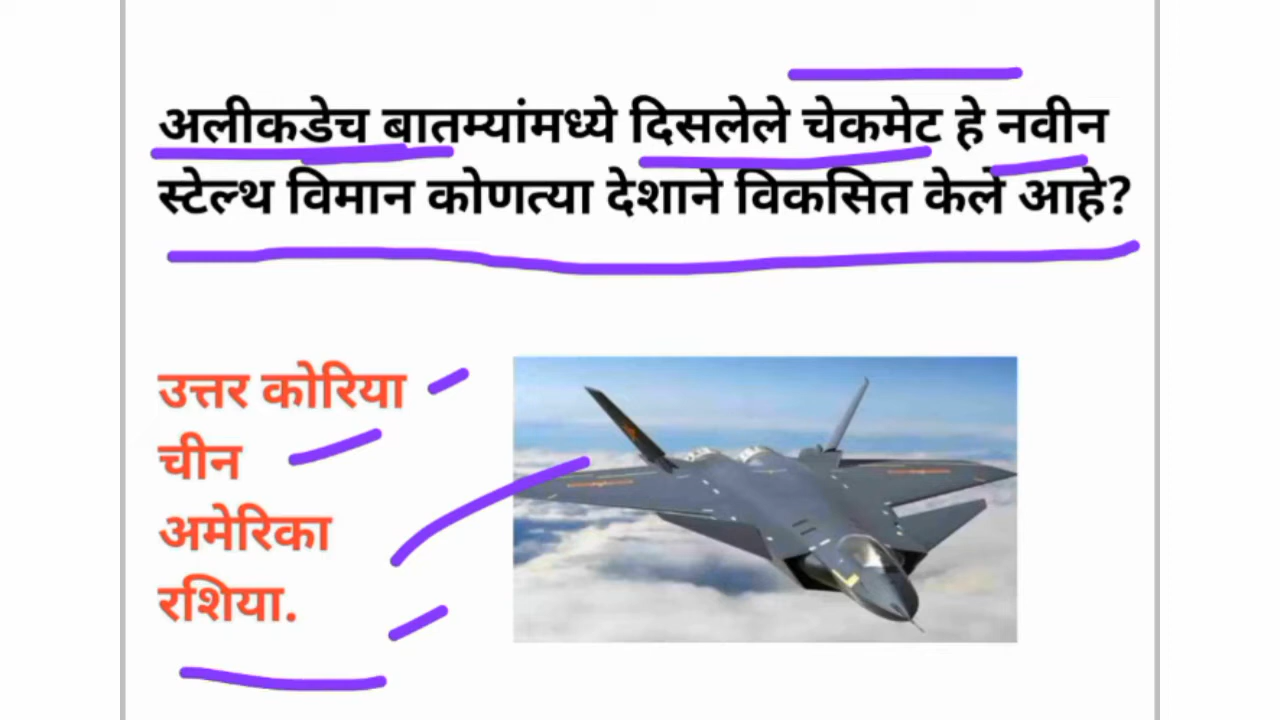 अलीकडेच बातम्यांमध्ये दिसलेले चेकमेट हे नवीन
स्टेल्थ विमान कोणत्या देशाने विकसित केले आहे?
उत्तर कोरिया
चीन
अमेरिका
रशिया.